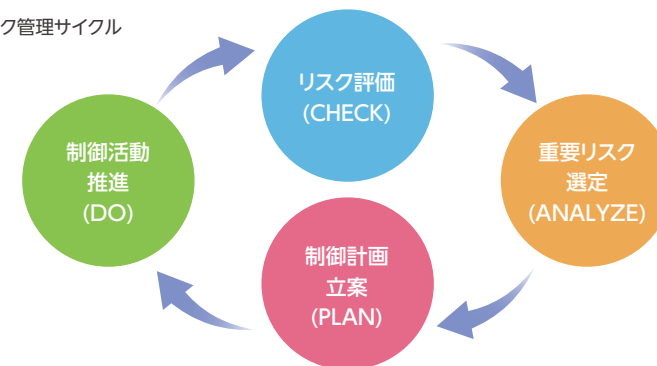 ク管理サイクル
リスク評価
(CHECK)
重要リスク
選定
(ANALYZE)
制御計画
立案
(PLAN)
制御活動
推進
(DO)